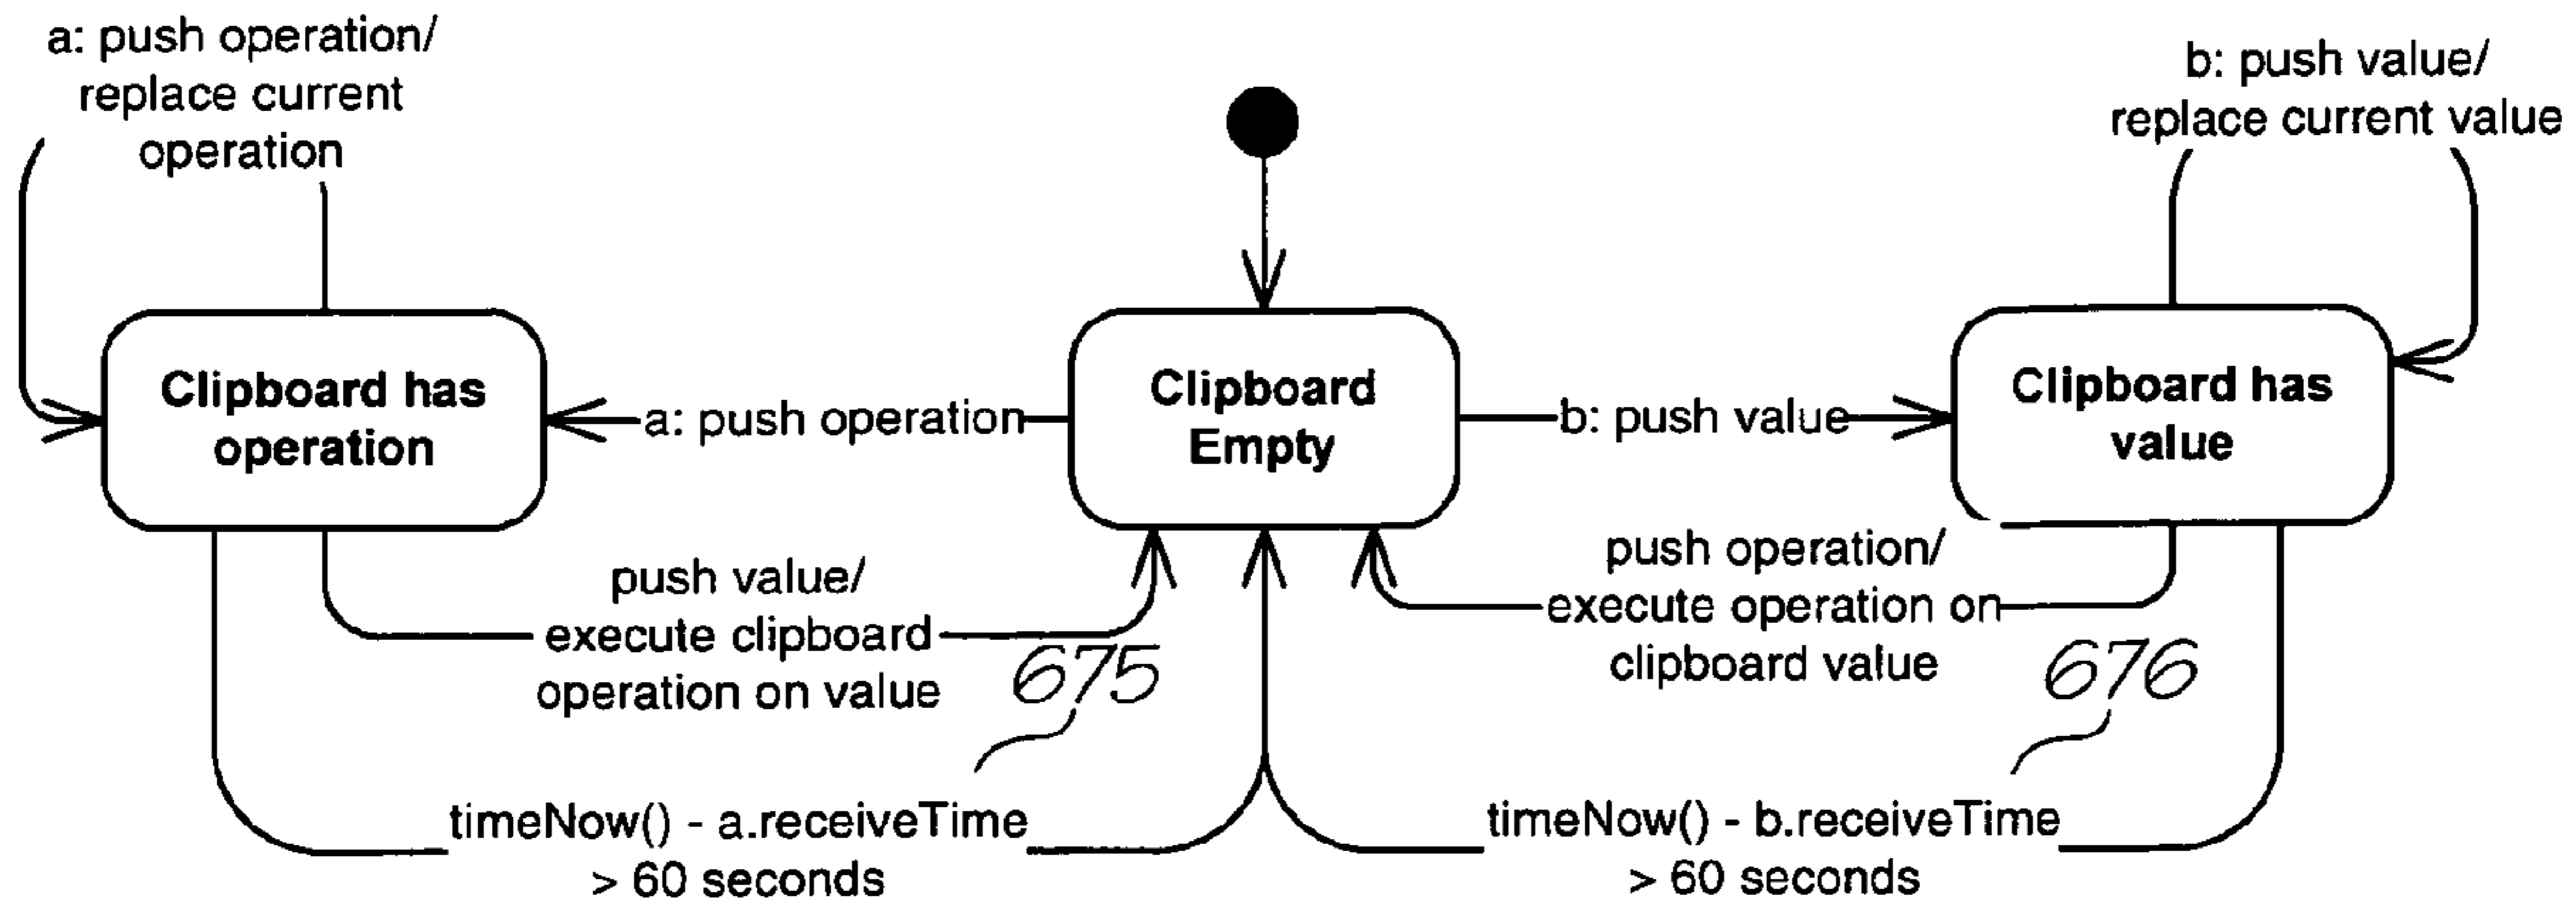 a: push operation/
replace current
operation
b: push value/
replace current value
Clipboard has
operation
a: push operation
Clipboard
Empty
b: push value
Clipboard has
value
push value/
execute clipboard
operation on value
675
push operation/
execute operation on
clipboard value
676
timeNow() - a.receiveTime
> 60 seconds
timeNow() - b.receiveTime
> 60 seconds